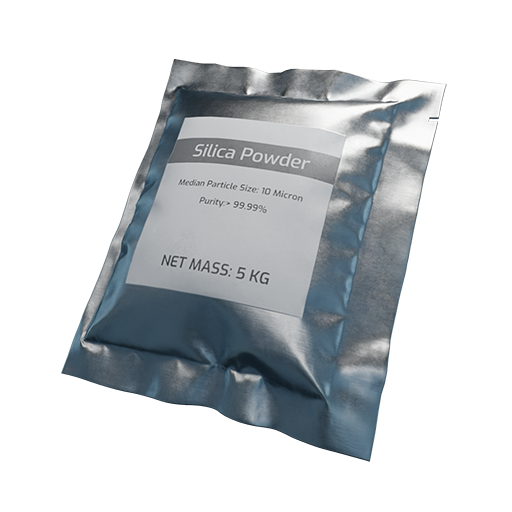 Silica Powder
Median Particle Size: 10 Micron
Purity:> 99.99%
NET MASS: 5 KG